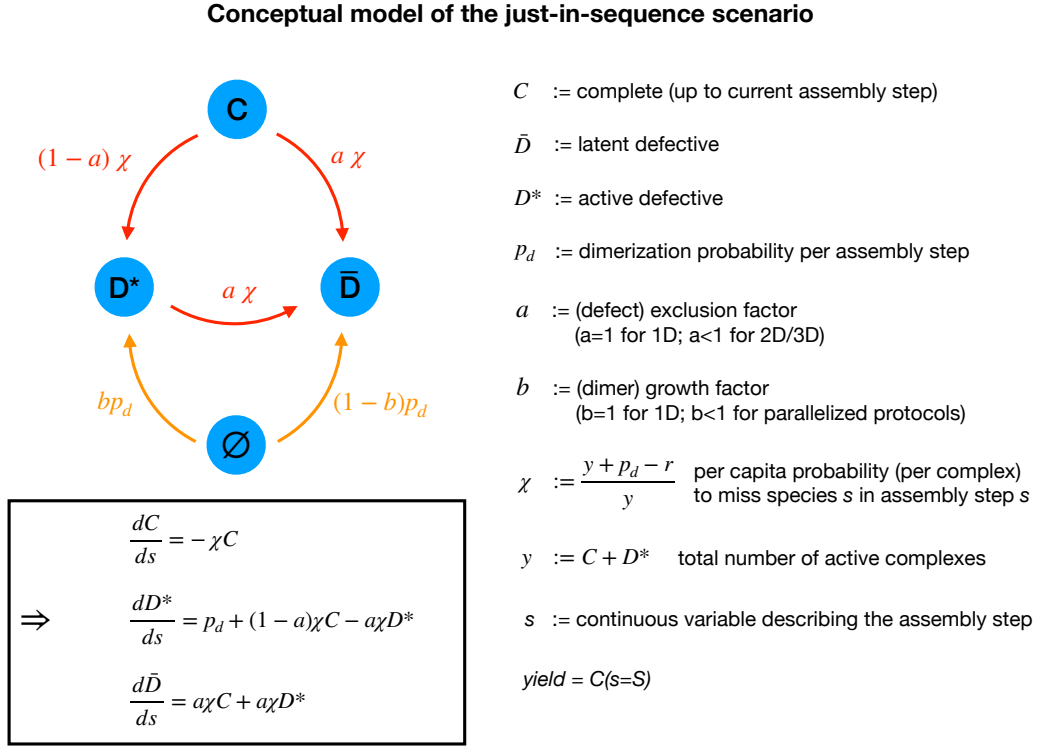 Conceptual model of the just-in-sequence scenario
C
(1 − a) χ
a χ
D*
D̄
a χ
bp_d
(1 − b)p_d
∅
⇒
dC/ds = − χC
dD*/ds = p_d + (1 − a)χC − aχD*
dD̄/ds = aχC + aχD*
C := complete (up to current assembly step)
D̄ := latent defective
D* := active defective
p_d := dimerization probability per assembly step
a := (defect) exclusion factor
(a=1 for 1D; a<1 for 2D/3D)
b := (dimer) growth factor
(b=1 for 1D; b<1 for parallelized protocols)
χ := (y + p_d − r)/y per capita probability (per complex)
to miss species s in assembly step s
y := C + D* total number of active complexes
s := continuous variable describing the assembly step
yield = C(s=S)